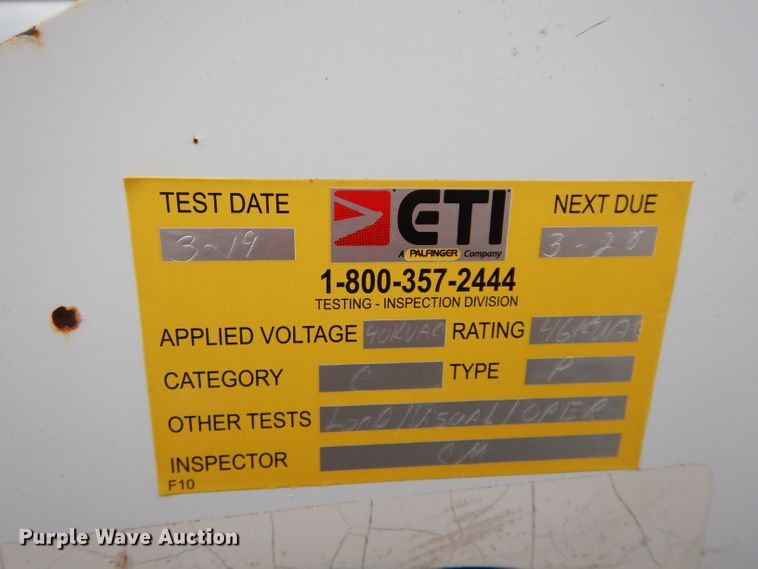 TEST DATE
ETI
NEXT DUE
3-19
A PALFINGER Company
3-20
1-800-357-2444
TESTING - INSPECTION DIVISION
APPLIED VOLTAGE 40KVAC RATING 46KVAC
CATEGORY C TYPE P
OTHER TESTS LOAD/VISUAL/OPER
INSPECTOR CM
F10
Purple Wave Auction